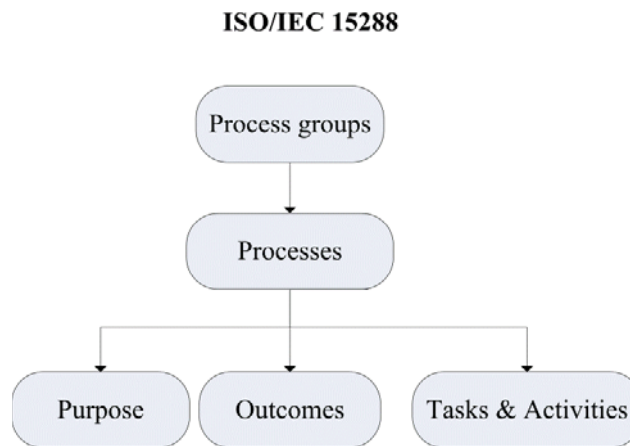 ISO/IEC 15288
Process groups
Processes
Purpose
Outcomes
Tasks & Activities